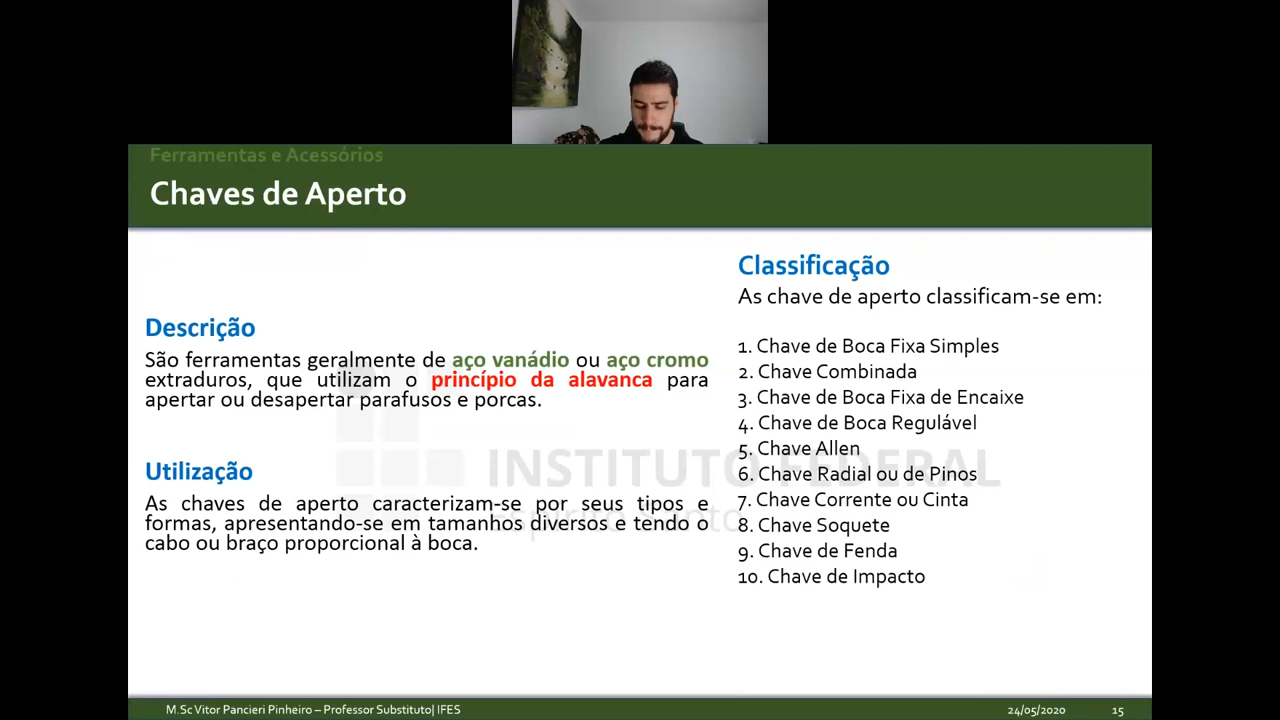 Ferramentas e Acessórios
Chaves de Aperto
Descrição
São ferramentas geralmente de aço vanádio ou aço cromo
extraduros, que utilizam o princípio da alavanca para
apertar ou desapertar parafusos e porcas.
Utilização
As chaves de aperto caracterizam-se por seus tipos e
formas, apresentando-se em tamanhos diversos e tendo o
cabo ou braço proporcional à boca.
Classificação
As chave de aperto classificam-se em:
1. Chave de Boca Fixa Simples
2. Chave Combinada
3. Chave de Boca Fixa de Encaixe
4. Chave de Boca Regulável
5. Chave Allen
6. Chave Radial ou de Pinos
7. Chave Corrente ou Cinta
8. Chave Soquete
9. Chave de Fenda
10. Chave de Impacto
INSTITUTO FEDERAL
Espírito Santo
M.Sc Vitor Pancieri Pinheiro – Professor Substituto| IFES
24/05/2020
15